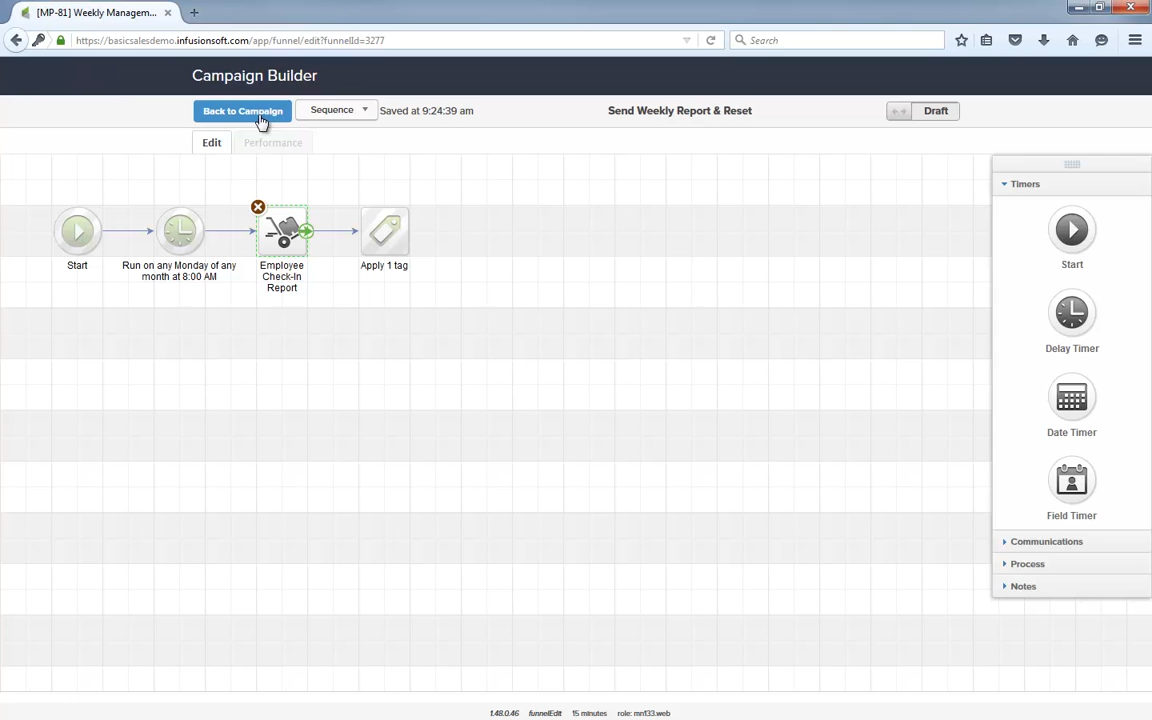 [MP-81] Weekly Managem...
https://basicsalesdemo.infusionsoft.com/app/funnel/edit?funnelId=3277
Search
Campaign Builder
Back to Campaign
Sequence
Saved at 9:24:39 am
Send Weekly Report & Reset
Draft
Edit
Performance
Timers
Start
Run on any Monday of any
month at 8:00 AM
Employee
Check-In
Report
Apply 1 tag
Start
Delay Timer
Date Timer
Field Timer
Communications
Process
Notes
1.48.0.46 funnelEdit 15 minutes role: mn133.web